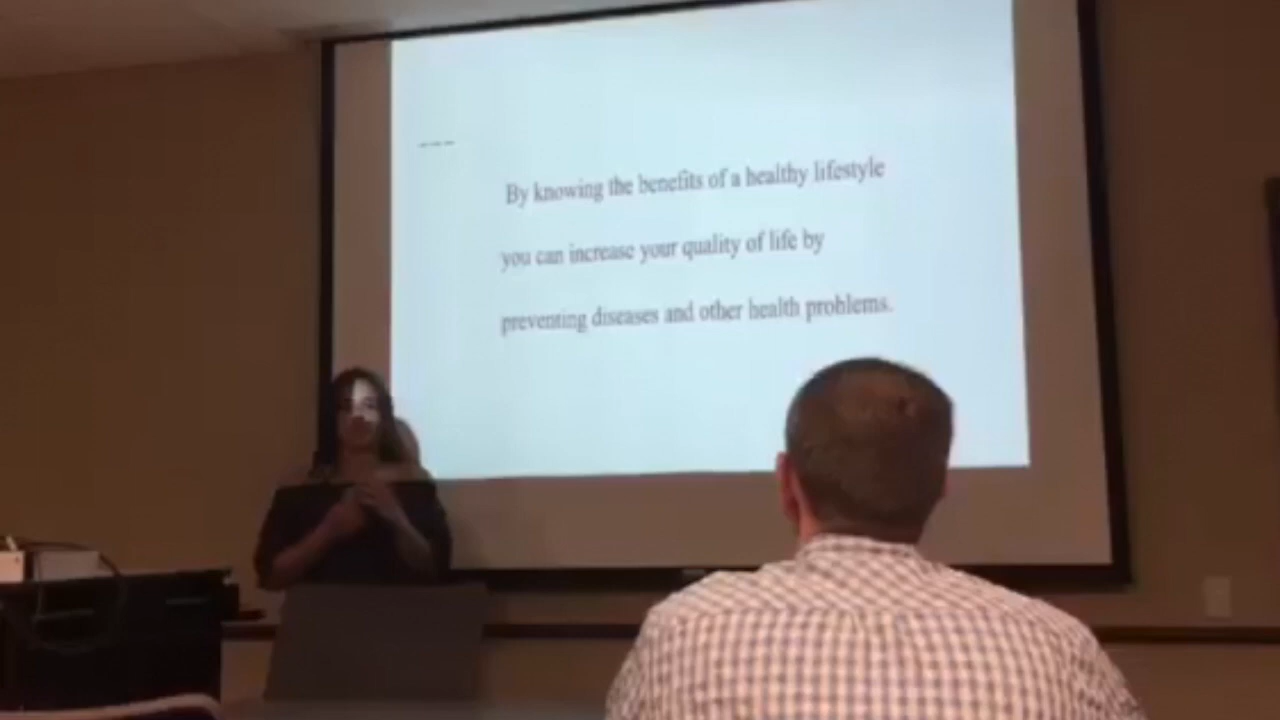 ---
By knowing the benefits of a healthy lifestyle
you can increase your quality of life by
preventing diseases and other health problems.